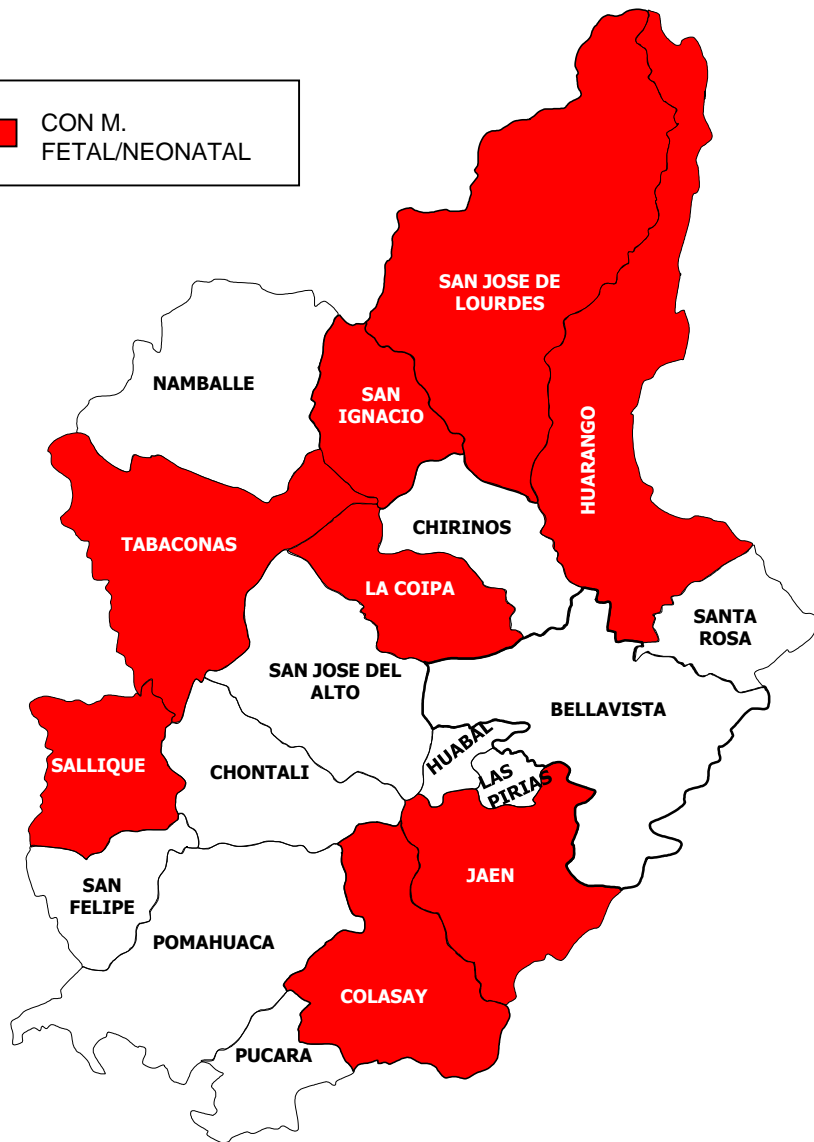 CON M.
FETAL/NEONATAL
SAN JOSE DE
LOURDES
NAMBALLE
SAN
IGNACIO
HUARANGO
CHIRINOS
TABACONAS
LA COIPA
SANTA
ROSA
SAN JOSE DEL
ALTO
BELLAVISTA
HUABAL
SALLIQUE
CHONTALI
LAS
PIRIAS
JAEN
SAN
FELIPE
POMAHUACA
COLASAY
PUCARA